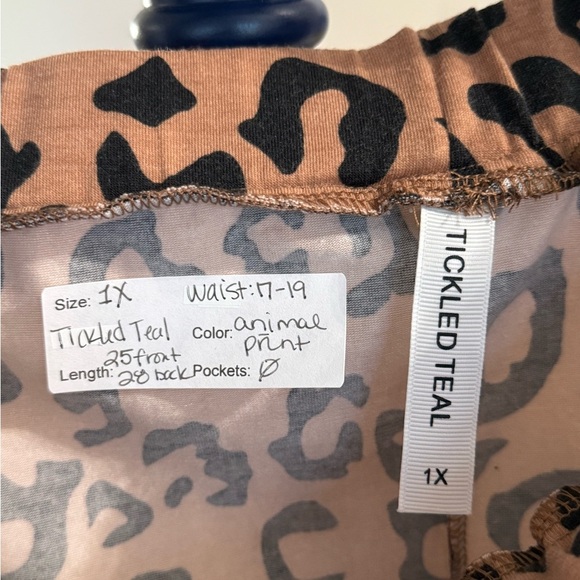 Size: 1X Waist: 17-19
Tickled Teal Color: animal print
Length: 25 front 28 back Pockets: Ø
TICKLED TEAL
1X